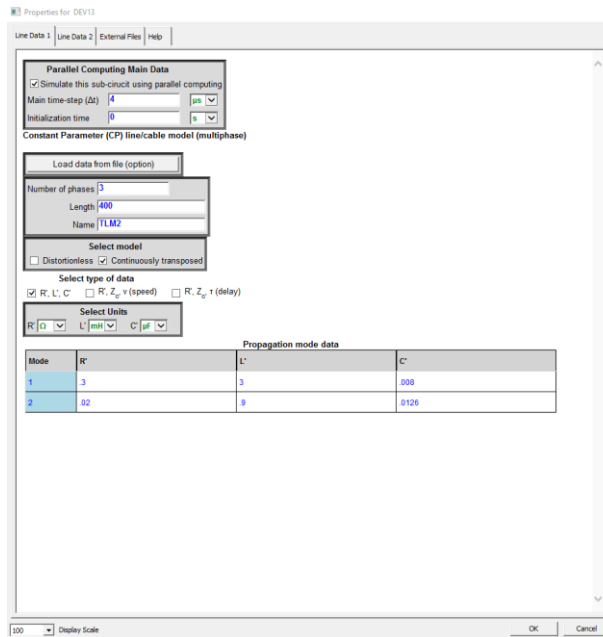 Properties for DEV13
Line Data 1 Line Data 2 External Files Help
Parallel Computing Main Data
Simulate this sub-cirucit using parallel computing
Main time-step (Δt) 4 µs
Initialization time 0 s
Constant Parameter (CP) line/cable model (multiphase)
Load data from file (option)
Number of phases 3
Length 400
Name TLM2
Select model
Distortionless Continuously transposed
Select type of data
R', L', C' R', Zc, v (speed) R', Zc, τ (delay)
Select Units
R' Ω L' mH C' µF
Propagation mode data
Mode R' L' C'
1 .3 3 .008
2 .02 .9 .0126
100 Display Scale OK Cancel